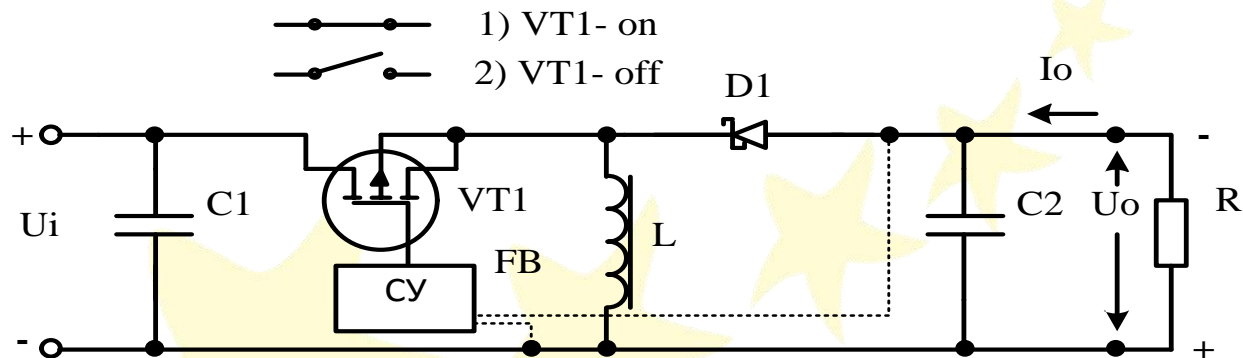 1) VT1- on
2) VT1- off
D1
Io
+
-
C1
VT1
C2
Uo
R
Ui
L
FB
СУ
-
+